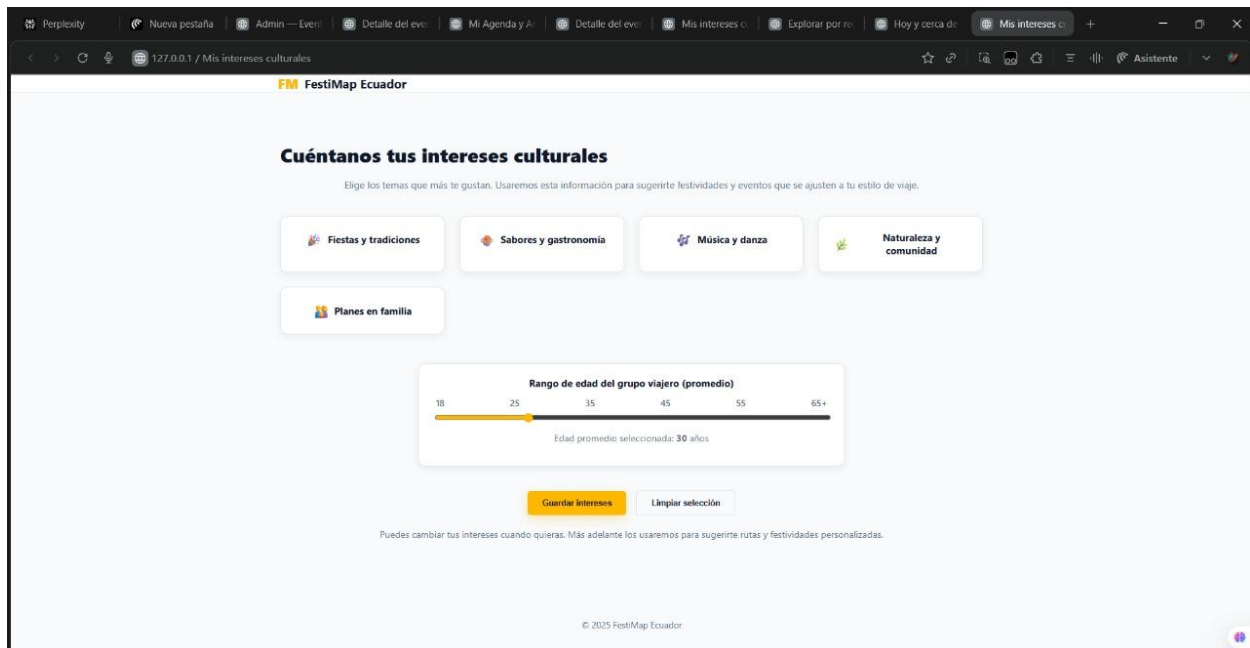 Perplexity
Nueva pestaña
Admin — Event
Detalle del eve
Mi Agenda y A
Detalle del eve
Mis intereses c
Explorar por re
Hoy y cerca de
Mis intereses c
127.0.0.1 / Mis intereses culturales
Asistente
FM FestiMap Ecuador
Cuéntanos tus intereses culturales
Elige los temas que más te gustan. Usaremos esta información para sugerirte festividades y eventos que se ajusten a tu estilo de viaje.
Fiestas y tradiciones
Sabores y gastronomía
Música y danza
Naturaleza y
comunidad
Planes en familia
Rango de edad del grupo viajero (promedio)
18 25 35 45 55 65+
Edad promedio seleccionada: 30 años
Guardar intereses
Limpiar selección
Puedes cambiar tus intereses cuando quieras. Más adelante los usaremos para sugerirte rutas y festividades personalizadas.
© 2025 FestiMap Ecuador